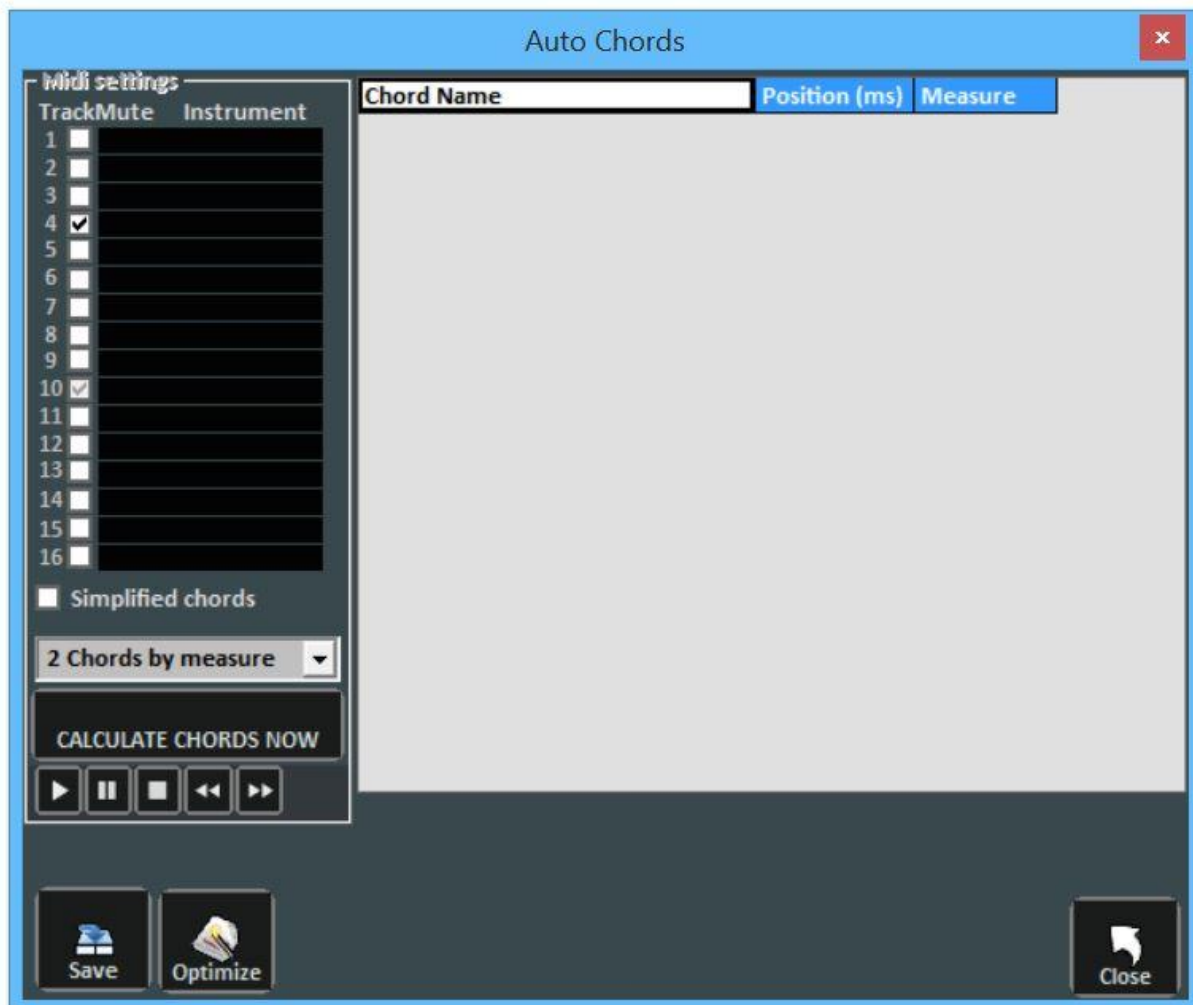 Auto Chords
Midi settings
TrackMute Instrument
1
2
3
4
5
6
7
8
9
10
11
12
13
14
15
16
Simplified chords
2 Chords by measure
CALCULATE CHORDS NOW
Chord Name Position (ms) Measure
Save
Optimize
Close